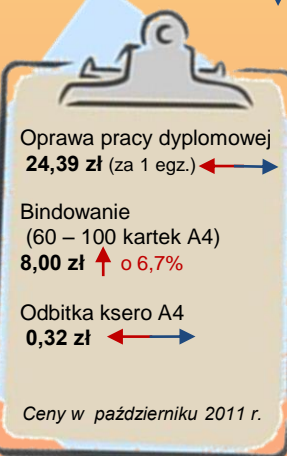 Oprawa pracy dyplomowej
24,39 zł (za 1 egz.)
Bindowanie
(60 – 100 kartek A4)
8,00 zł o 6,7%
Odbitka ksero A4
0,32 zł
Ceny w październiku 2011 r.